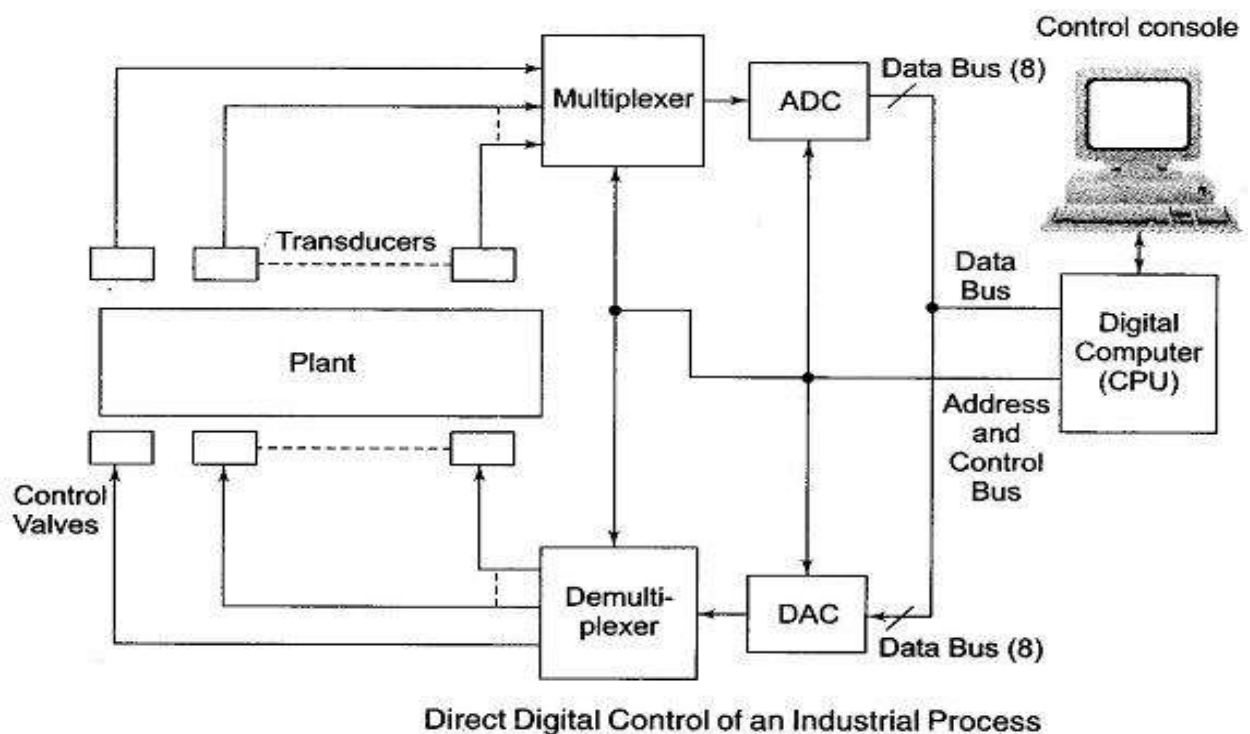 Control console
Data Bus (8)
Multiplexer
ADC
Transducers
Data
Bus
Digital
Computer
(CPU)
Plant
Address
and
Control
Bus
Control
Valves
Demulti-
plexer
DAC
Data Bus (8)
Direct Digital Control of an Industrial Process